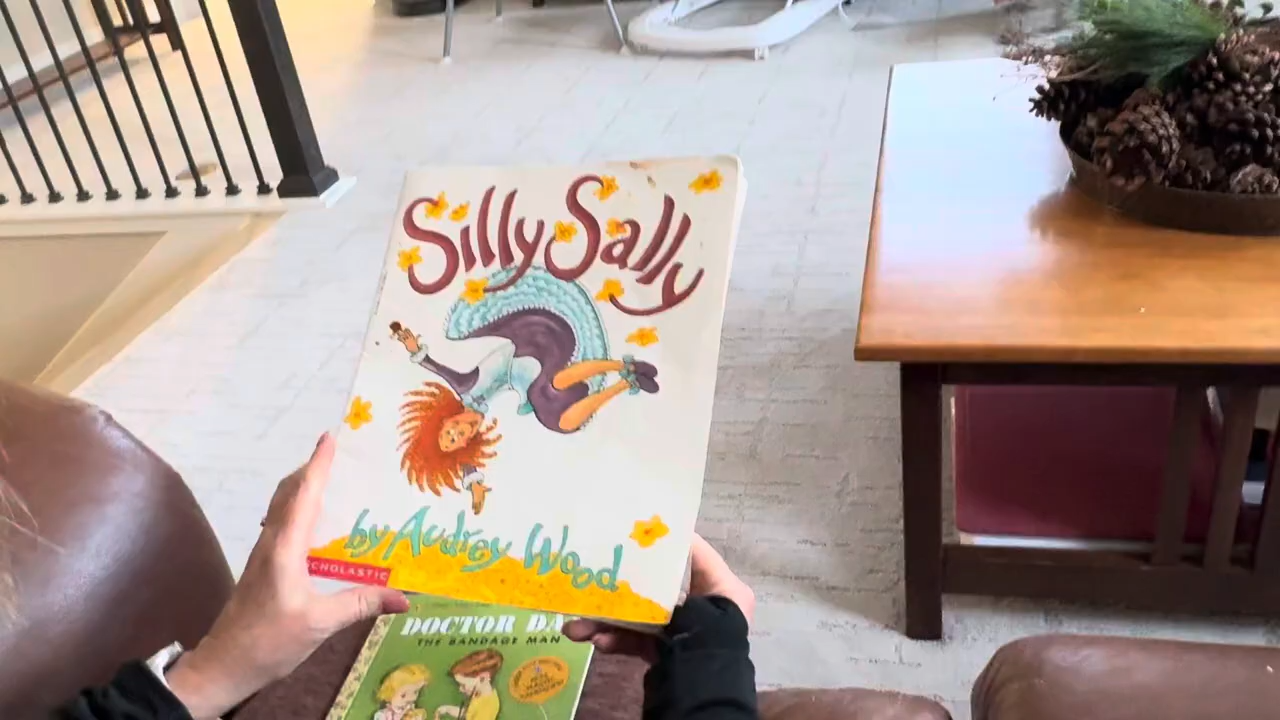 Silly Sally
by Audrey Wood
SCHOLASTIC
DOCTOR DA
THE BANDAGE MAN